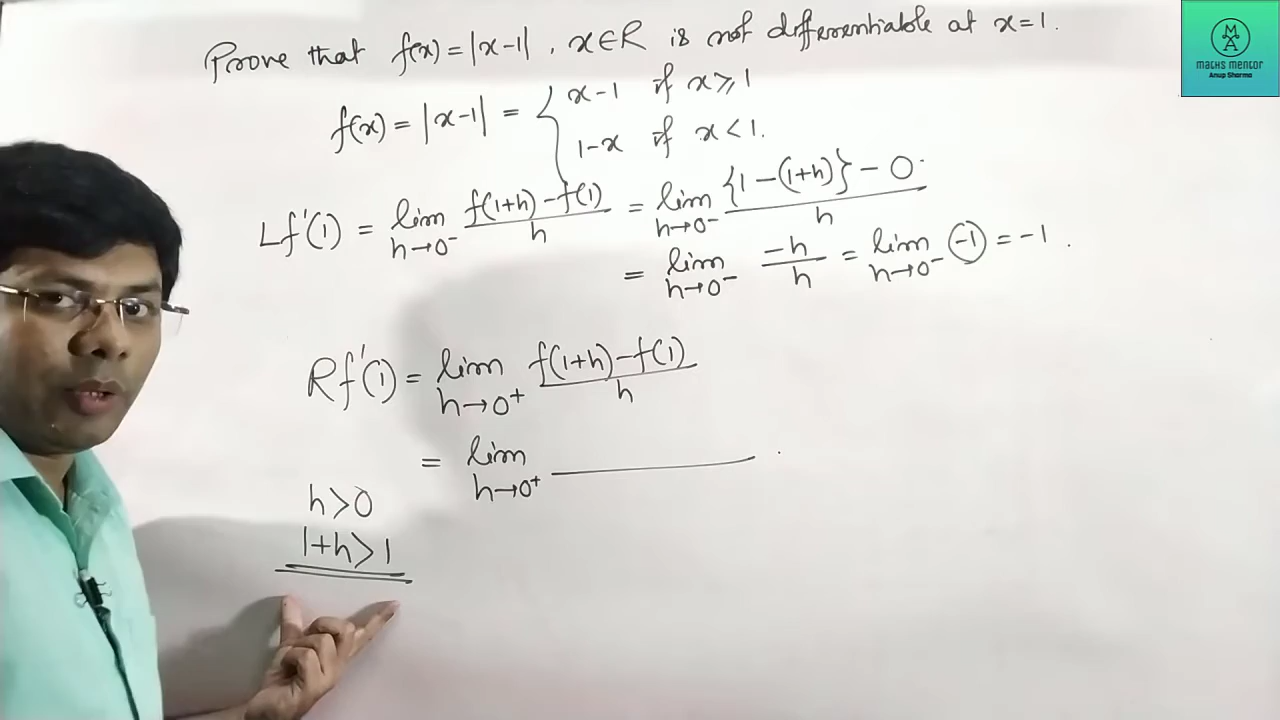 Prove that f(x) = |x-1|, x∈R is not differentiable at x=1.
f(x) = |x-1| = { x-1 if x⩾1
1-x if x<1.
Lf'(1) = lim h→0⁻ (f(1+h)-f(1))/h = lim h→0⁻ ({1-(1+h)}-0)/h
= lim h→0⁻ -h/h = lim h→0⁻ (-1) = -1.
Rf'(1) = lim h→0⁺ (f(1+h)-f(1))/h
= lim h→0⁺ ———.
h>0
1+h>1
MMA
maths mentor
Anup Sharma